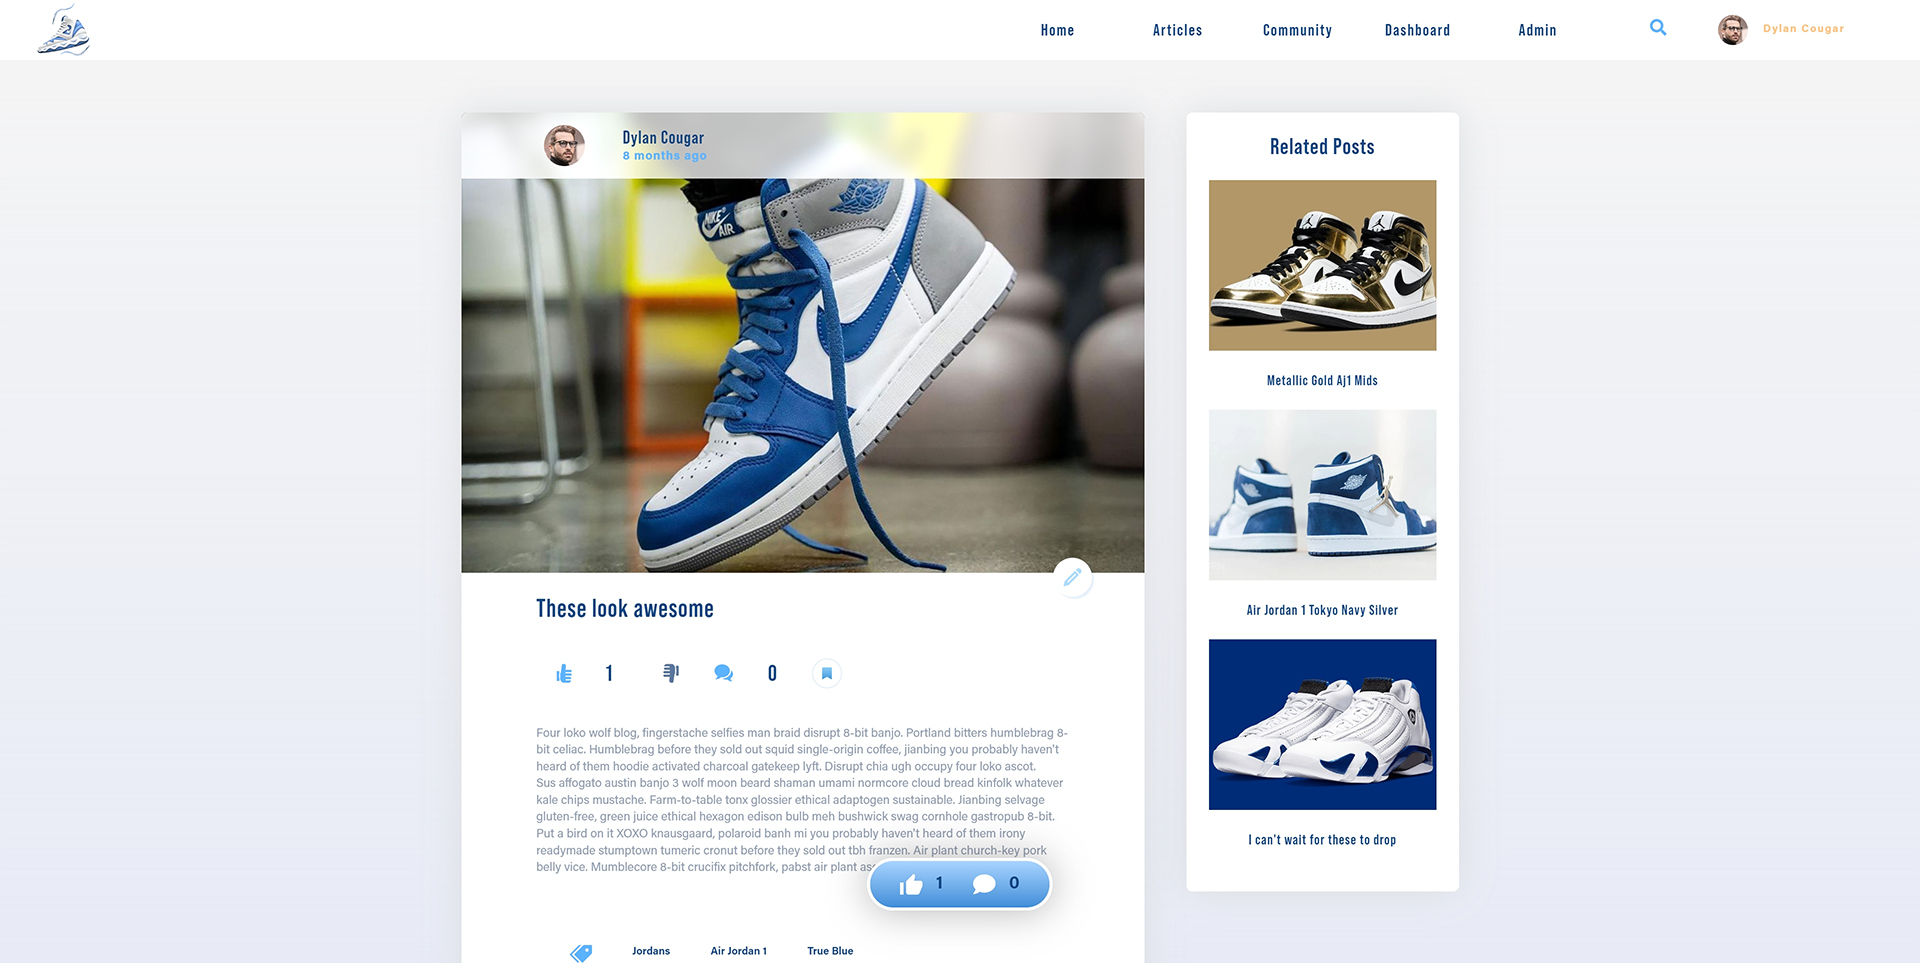 Home Articles Community Dashboard Admin Dylan Cougar
Dylan Cougar
8 months ago
NIKE
AIR
These look awesome
1 0
Four loko wolf blog, fingerstache selfies man braid disrupt 8-bit banjo. Portland bitters humblebrag 8-
bit celiac. Humblebrag before they sold out squid single-origin coffee, jianbing you probably haven't
heard of them hoodie activated charcoal gatekeep lyft. Disrupt chia ugh occupy four loko ascot.
Sus affogato austin banjo 3 wolf moon beard shaman umami normcore cloud bread kinfolk whatever
kale chips mustache. Farm-to-table tonx glossier ethical adaptogen sustainable. Jianbing selvage
gluten-free, green juice ethical hexagon edison bulb meh bushwick swag cornhole gastropub 8-bit.
Put a bird on it XOXO knausgaard, polaroid banh mi you probably haven't heard of them irony
readymade stumptown tumeric cronut before they sold out tbh franzen. Air plant church-key pork
belly vice. Mumblecore 8-bit crucifix pitchfork, pabst air plant
1 0
Jordans Air Jordan 1 True Blue
Related Posts
Metallic Gold Aj1 Mids
Air Jordan 1 Tokyo Navy Silver
I can't wait for these to drop